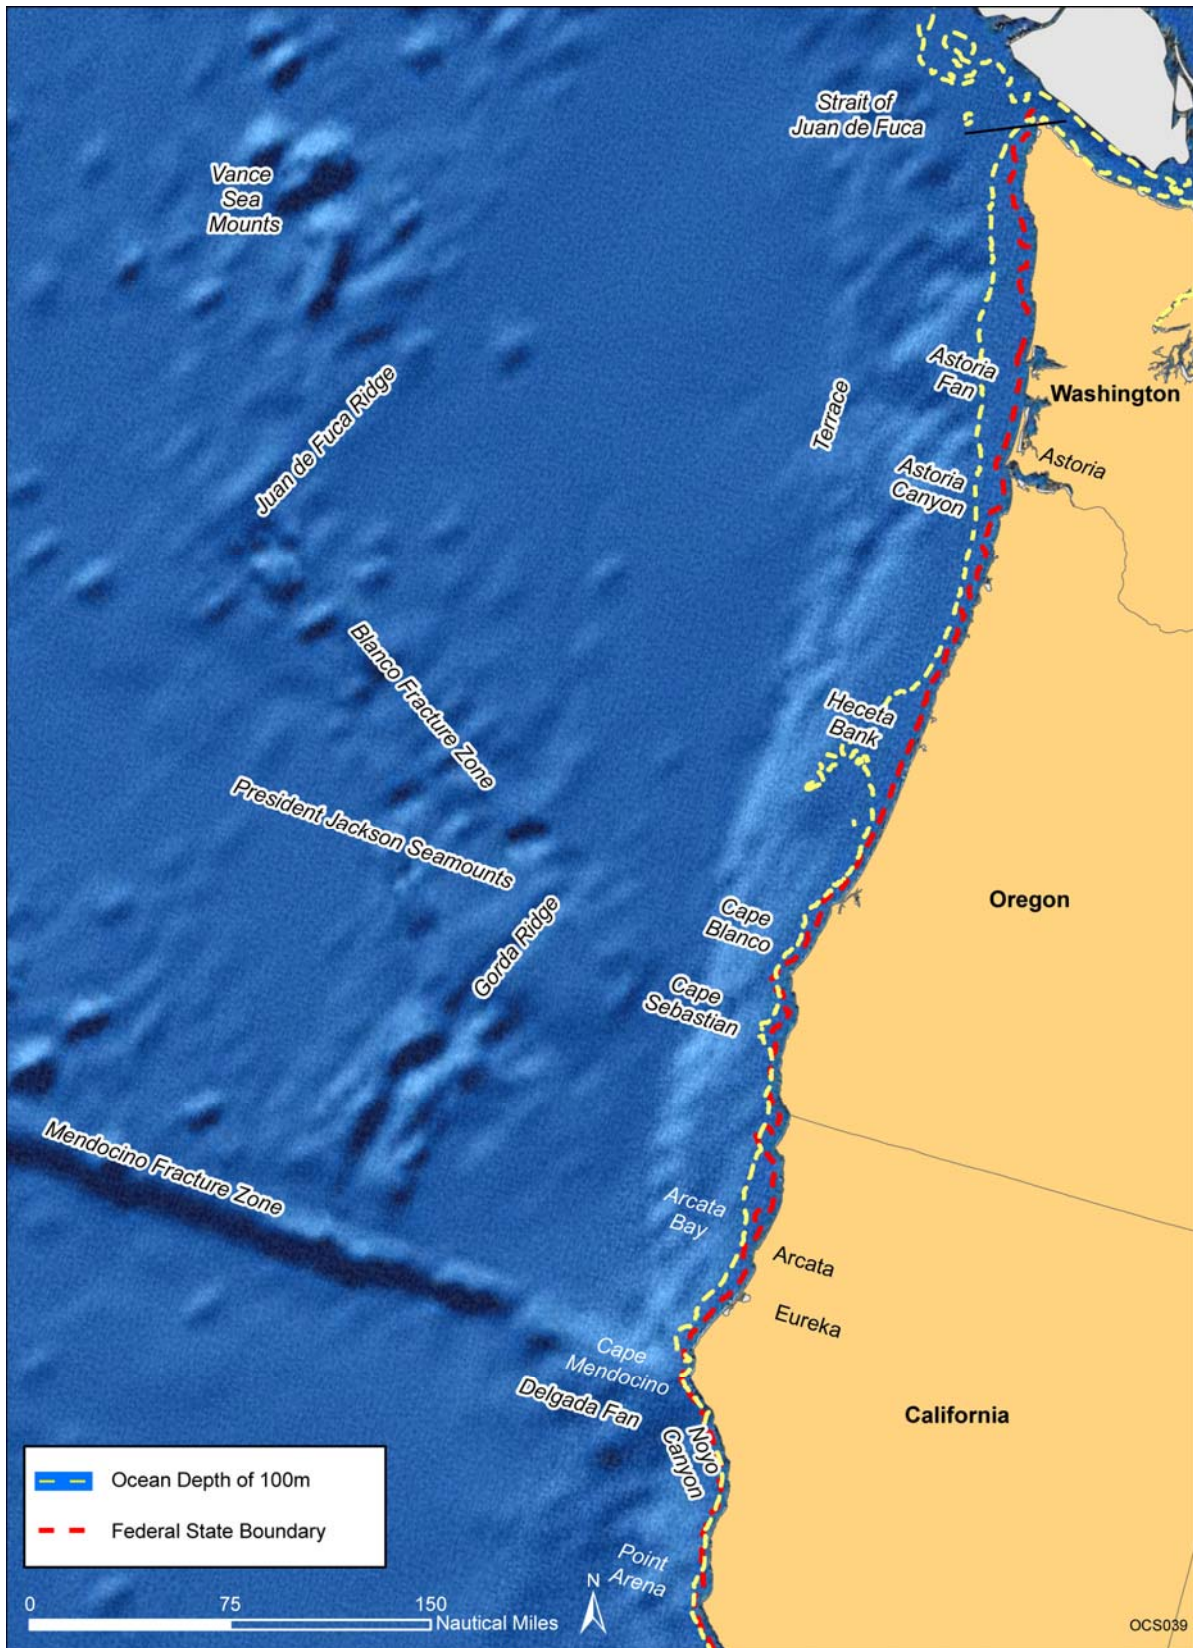 Strait of
Juan de Fuca
Vance
Sea
Mounts
Astoria
Fan
Washington
Juan de Fuca Ridge
Terrace
Astoria
Astoria
Canyon
Blanco Fracture Zone
Heceta
Bank
President Jackson Seamounts
Oregon
Cape
Blanco
Gorda Ridge
Cape
Sebastian
Mendocino Fracture Zone
Arcata
Bay
Arcata
Eureka
Cape
Mendocino
Delgada Fan
California
Noyo
Canyon
Ocean Depth of 100m
Federal State Boundary
Point
Arena
N
0 75 150
Nautical Miles
OCS039